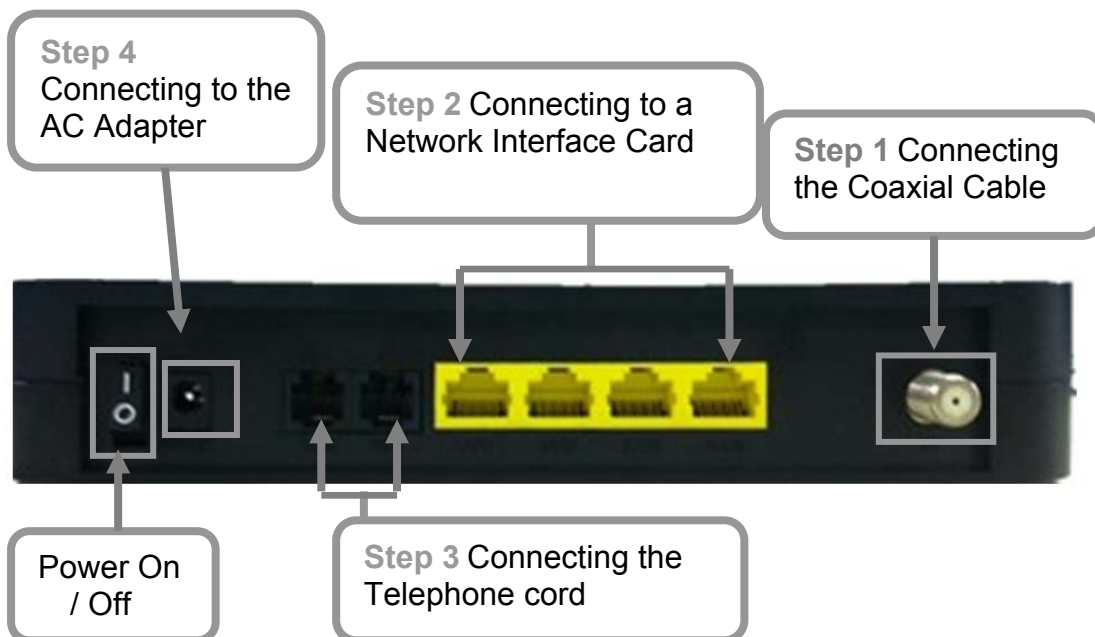 Step 4
Connecting to the
AC Adapter
Step 2 Connecting to a
Network Interface Card
Step 1 Connecting
the Coaxial Cable
Power On
/ Off
Step 3 Connecting the
Telephone cord